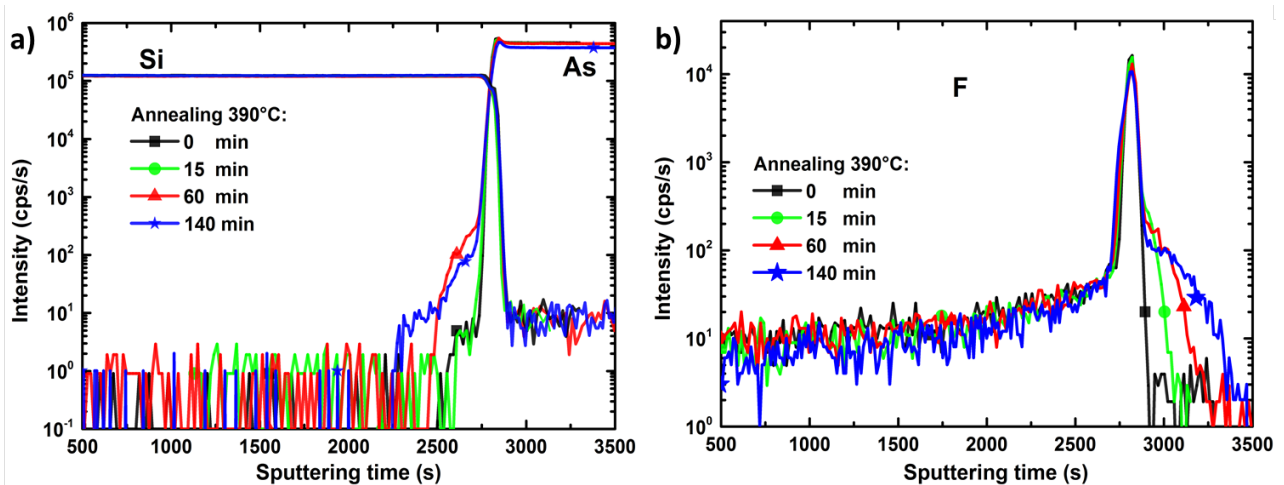 a)
Si
As
Annealing 390°C:
0 min
15 min
60 min
140 min
Intensity (cps/s)
10^6
10^5
10^4
10^3
10^2
10^1
10^0
10^-1
500 1000 1500 2000 2500 3000 3500
Sputtering time (s)
b)
F
Annealing 390°C:
0 min
15 min
60 min
140 min
Intensity (cps/s)
10^4
10^3
10^2
10^1
10^0
500 1000 1500 2000 2500 3000 3500
Sputtering time (s)